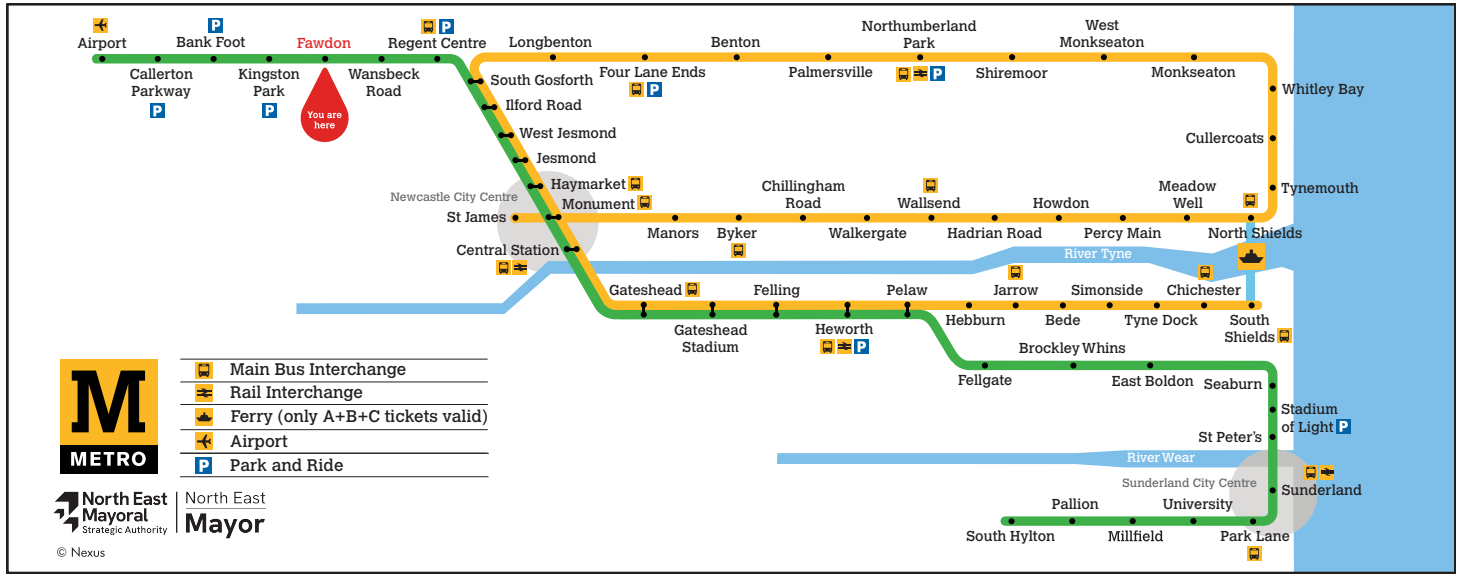 Airport
Callerton
Parkway
P
P
Bank Foot
Kingston
Park
P
Fawdon
You are
here
Wansbeck
Road
P
Regent Centre
Longbenton
Four Lane Ends
P
Benton
Palmersville
Northumberland
Park
P
Shiremoor
West
Monkseaton
Monkseaton
Whitley Bay
Cullercoats
Tynemouth
South Gosforth
Ilford Road
West Jesmond
Jesmond
Haymarket
Newcastle City Centre
Monument
St James
Central Station
Manors
Byker
Chillingham
Road
Walkergate
Wallsend
Hadrian Road
Howdon
Percy Main
Meadow
Well
North Shields
River Tyne
Gateshead
Gateshead
Stadium
Felling
Heworth
P
Pelaw
Hebburn
Jarrow
Bede
Simonside
Tyne Dock
Chichester
South
Shields
Fellgate
Brockley Whins
East Boldon
Seaburn
Stadium
of Light P
St Peter's
River Wear
Sunderland City Centre
Sunderland
Park Lane
University
Millfield
Pallion
South Hylton
M
METRO
Main Bus Interchange
Rail Interchange
Ferry (only A+B+C tickets valid)
Airport
P Park and Ride
North East
Mayoral
Strategic Authority
North East
Mayor
© Nexus